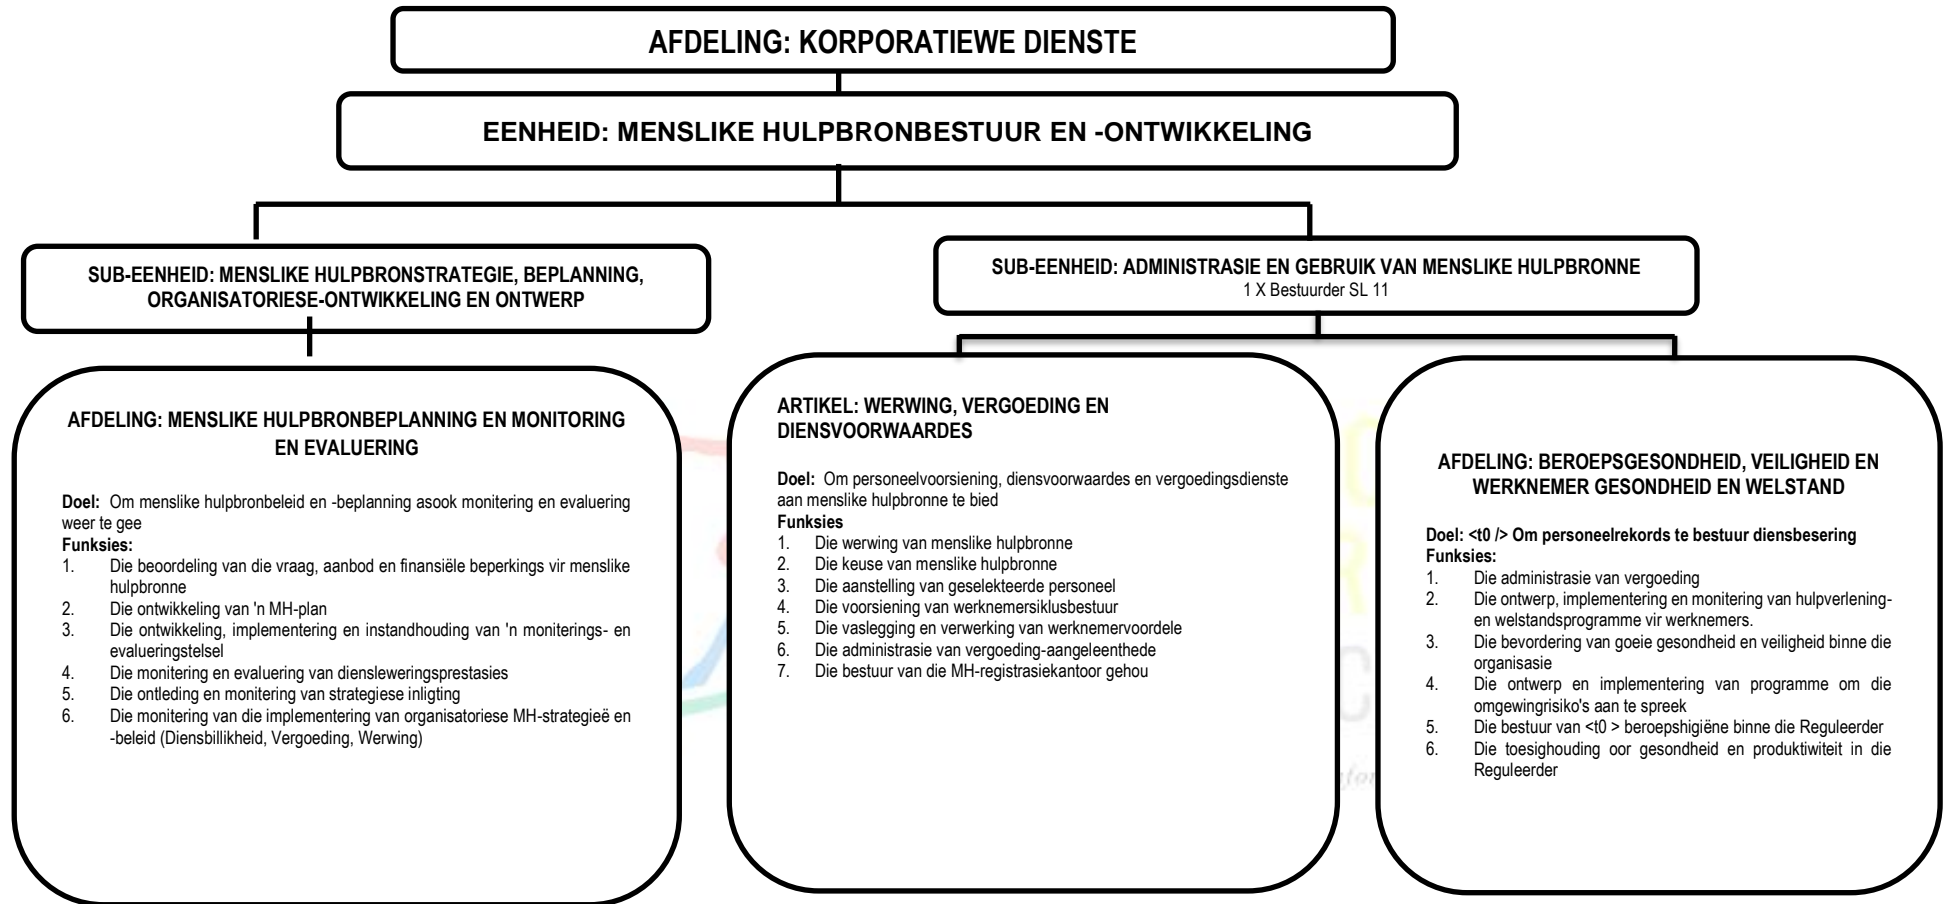 AFDELING: KORPORATIEWE DIENSTE
EENHEID: MENSLIKE HULPBRONBESTUUR EN -ONTWIKKELING
SUB-EENHEID: MENSLIKE HULPBRONSTRATEGIE, BEPLANNING,
ORGANISATORIESE-ONTWIKKELING EN ONTWERP
SUB-EENHEID: ADMINISTRASIE EN GEBRUIK VAN MENSLIKE HULPBRONNE
1 X Bestuurder SL 11
AFDELING: MENSLIKE HULPBRONBEPLANNING EN MONITORING
EN EVALUERING
Doel: Om menslike hulpbronbeleid en -beplanning asook monitering en evaluering
weer te gee
Funksies:
1. Die beoordeling van die vraag, aanbod en finansiële beperkings vir menslike
hulpbronne
2. Die ontwikkeling van 'n MH-plan
3. Die ontwikkeling, implementering en instandhouding van 'n moniterings- en
evalueringstelsel
4. Die monitering en evaluering van diensleweringsprestasies
5. Die ontleding en monitering van strategiese inligting
6. Die monitering van die implementering van organisatoriese MH-strategieë en
-beleid (Diensbillikheid, Vergoeding, Werwing)
ARTIKEL: WERWING, VERGOEDING EN
DIENSVOORWAARDES
Doel: Om personeelvoorsiening, diensvoorwaardes en vergoedingsdienste
aan menslike hulpbronne te bied
Funksies
1. Die werwing van menslike hulpbronne
2. Die keuse van menslike hulpbronne
3. Die aanstelling van geselekteerde personeel
4. Die voorsiening van werknemersiklusbestuur
5. Die vaslegging en verwerking van werknemervoordele
6. Die administrasie van vergoeding-aangeleenthede
7. Die bestuur van die MH-registrasiekantoor gehou
AFDELING: BEROEPSGESONDHEID, VEILIGHEID EN
WERKNEMER GESONDHEID EN WELSTAND
Doel: <t0 /> Om personeelrekords te bestuur diensbesering
Funksies:
1. Die administrasie van vergoeding
2. Die ontwerp, implementering en monitering van hulpverlening-
en welstandsprogramme vir werknemers.
3. Die bevordering van goeie gesondheid en veiligheid binne die
organisasie
4. Die ontwerp en implementering van programme om die
omgewingrisiko's aan te spreek
5. Die bestuur van <t0 > beroepshigiëne binne die Reguleerder
6. Die toesighouding oor gesondheid en produktiwiteit in die
Reguleerder